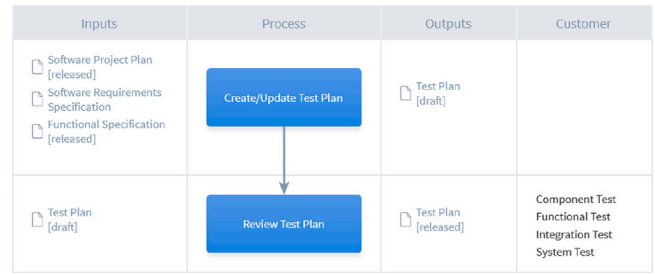 Inputs
Process
Outputs
Customer
Software Project Plan
[released]
Software Requirements
Specification
Functional Specification
[released]
Create/Update Test Plan
Test Plan
[draft]
Test Plan
[draft]
Review Test Plan
Test Plan
[released]
Component Test
Functional Test
Integration Test
System Test